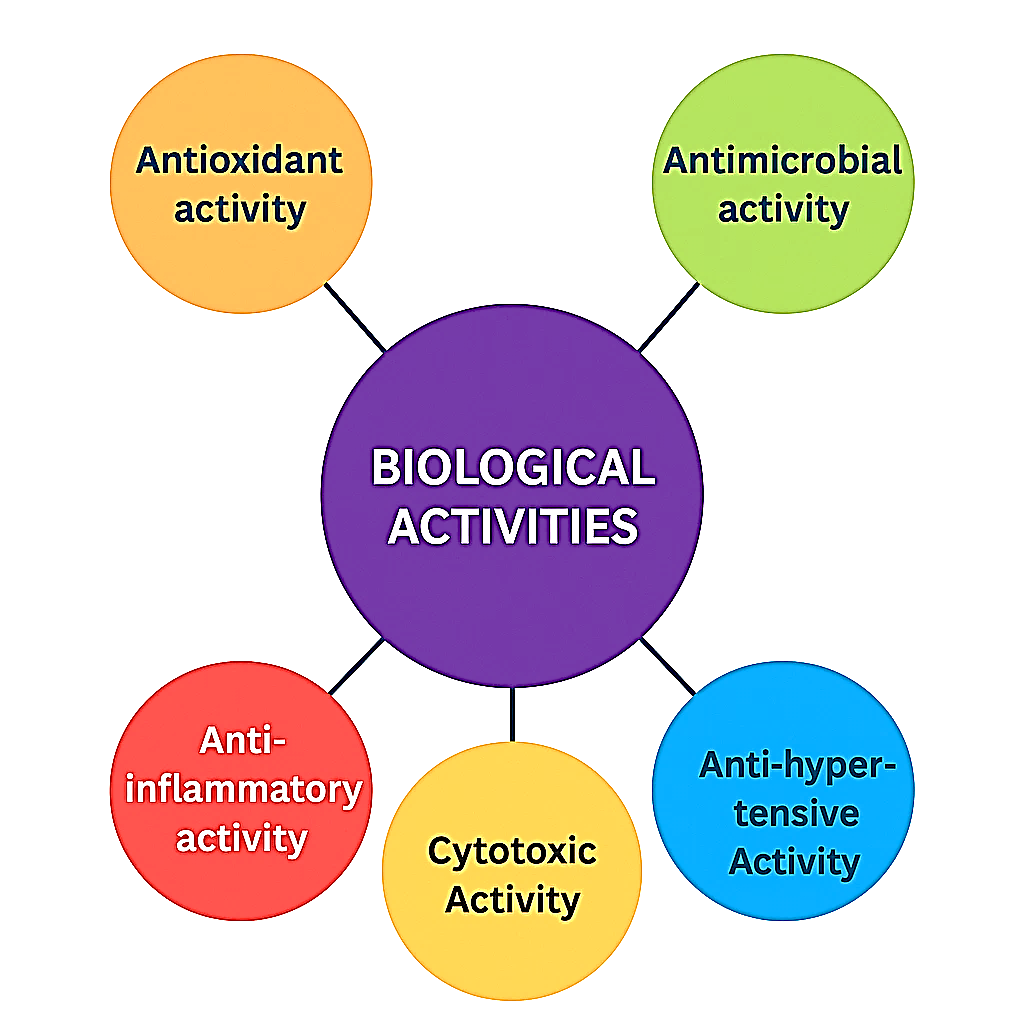 Antioxidant
activity
Antimicrobial
activity
BIOLOGICAL
ACTIVITIES
Anti-
inflammatory
activity
Cytotoxic
Activity
Anti-hyper-
tensive
Activity